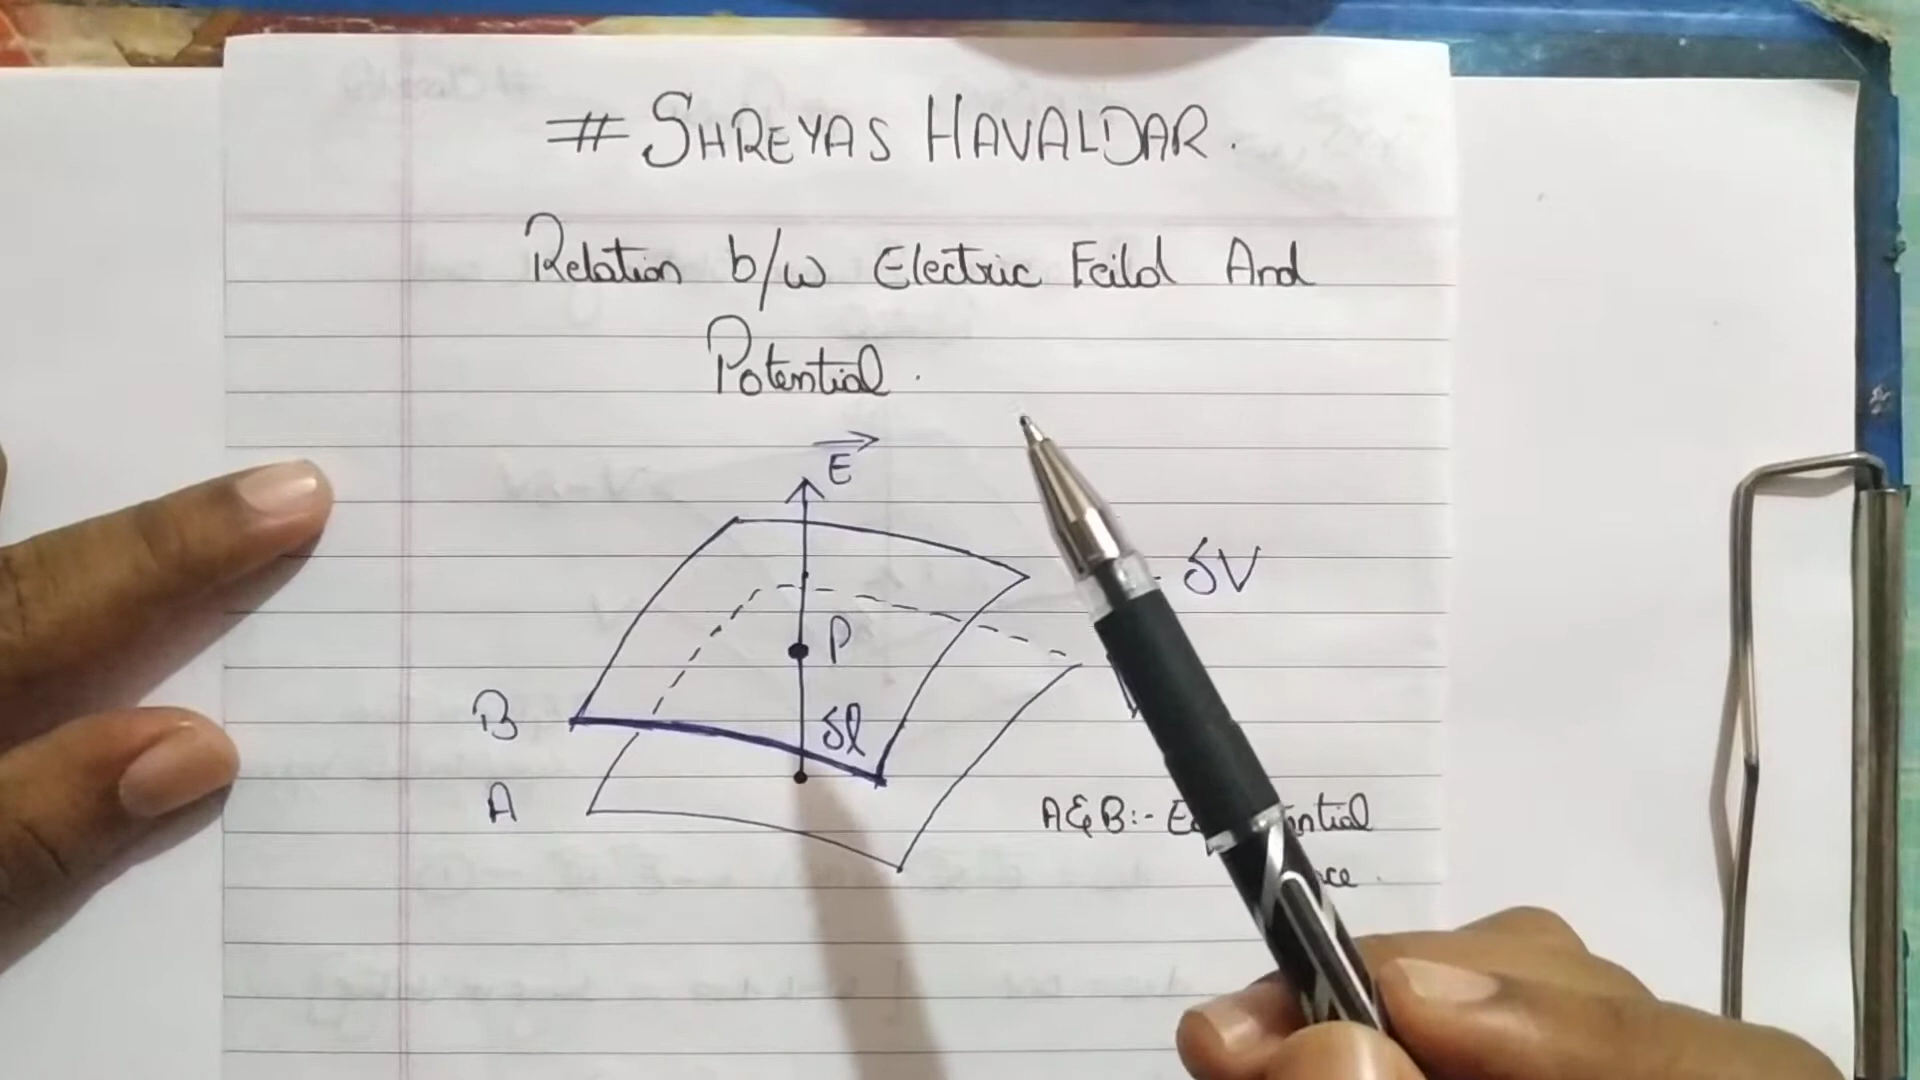 # SHREYAS HAVALDAR.
Relation b/w Electric Feild And
Potential.
E
δV
P
B
δl
A
A&B:-